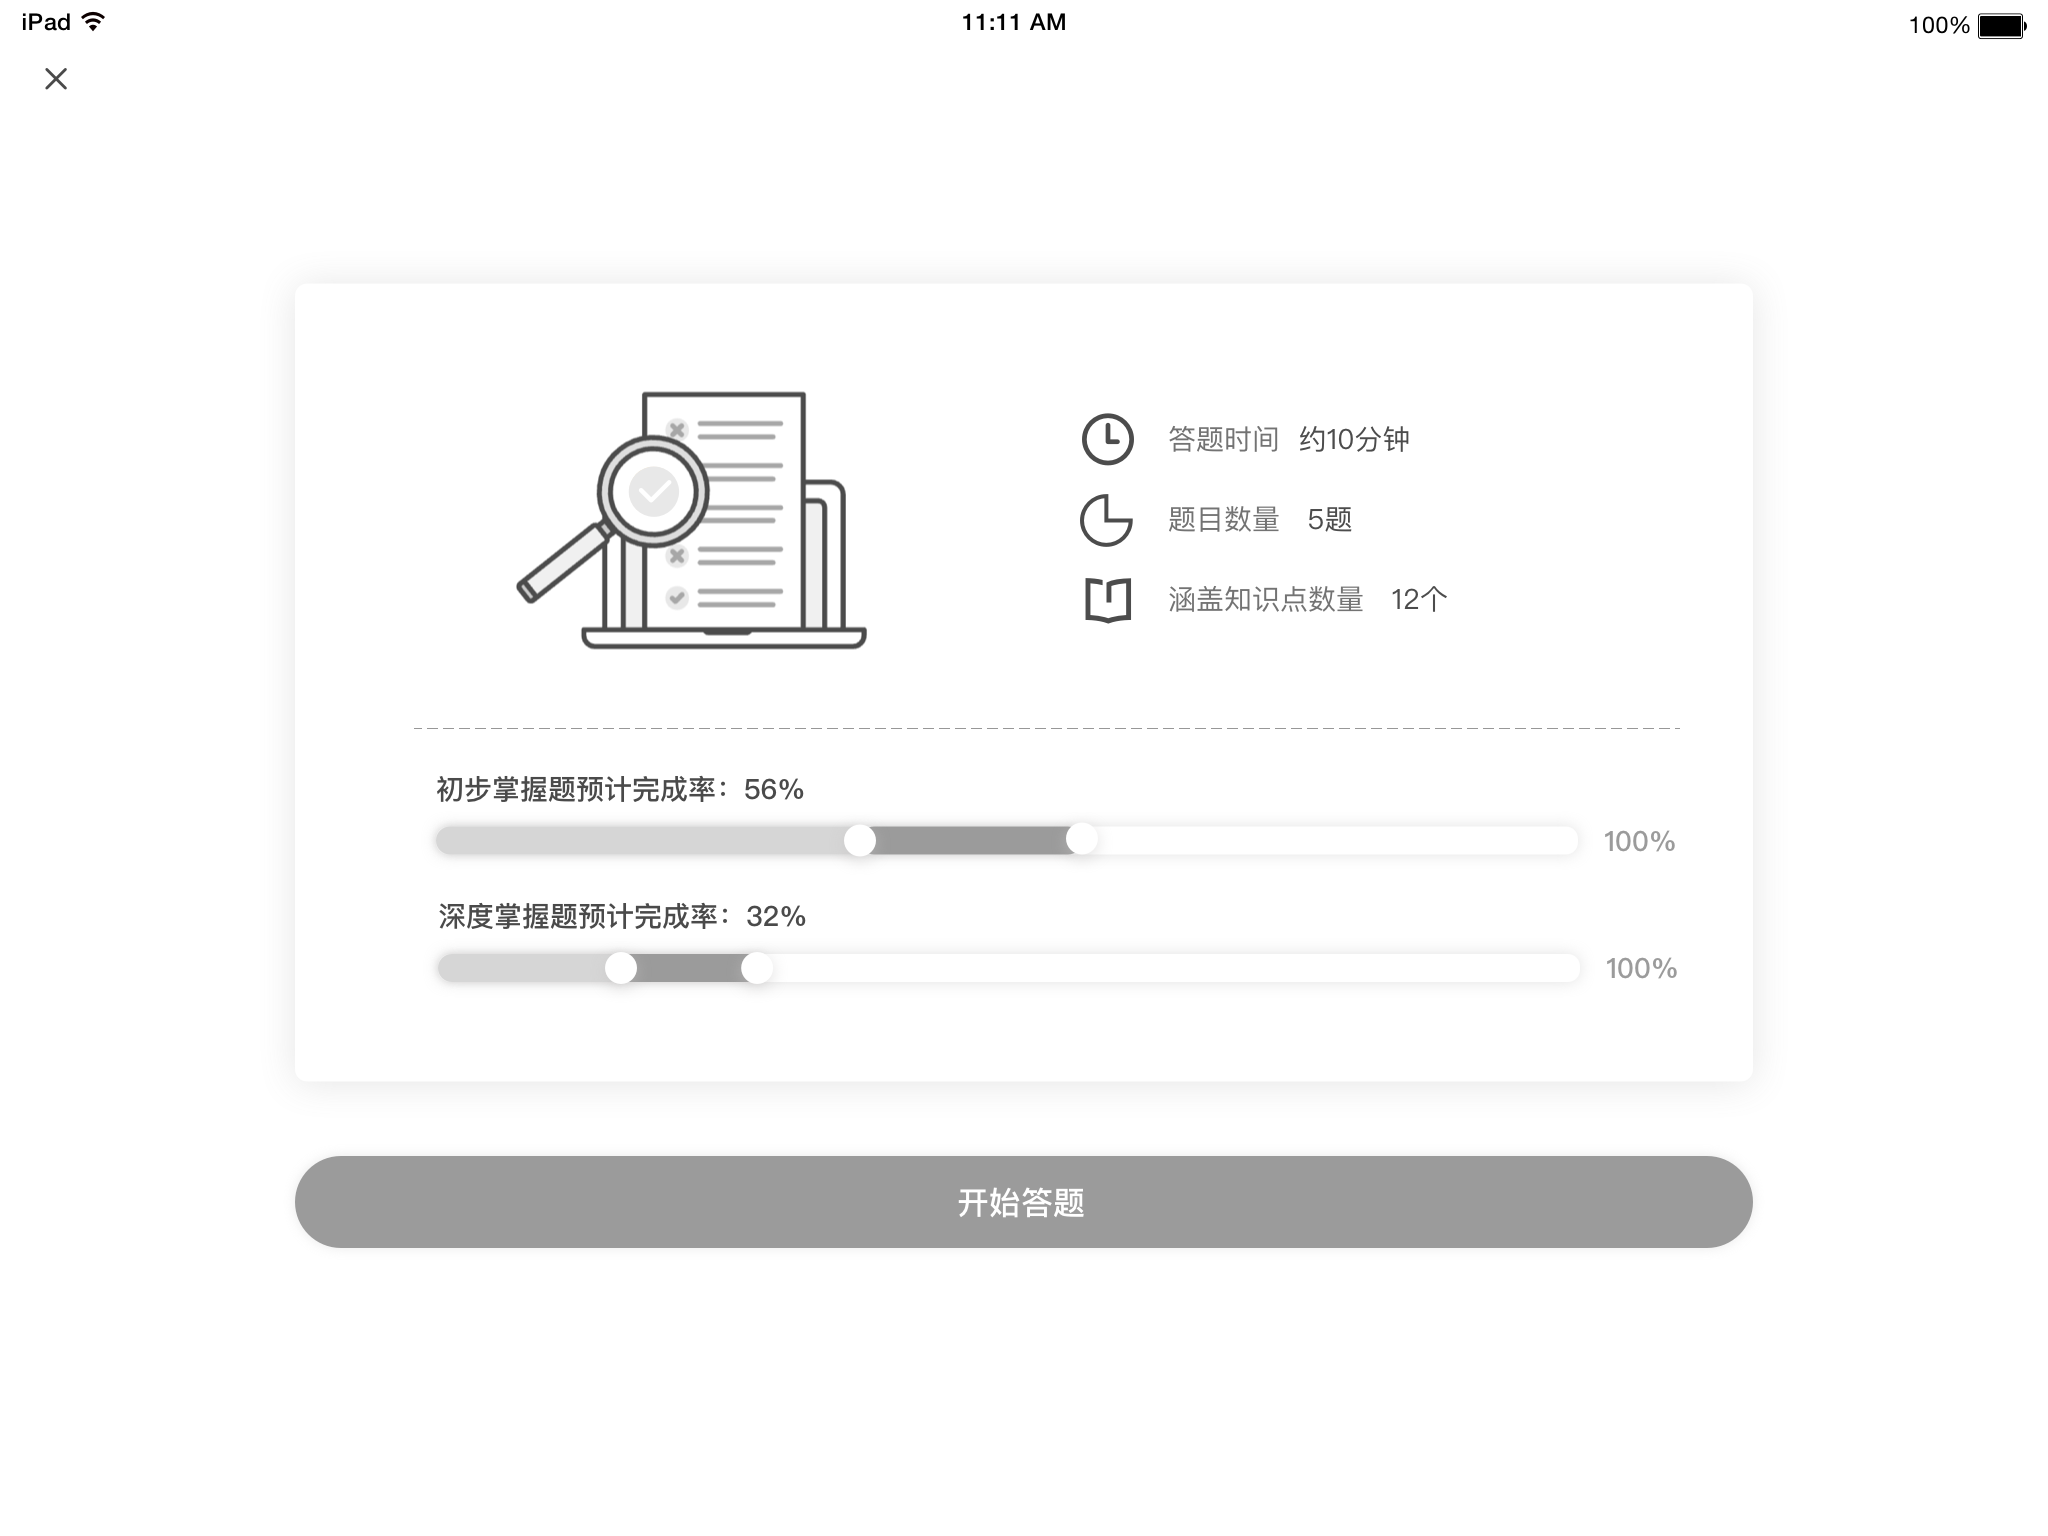 iPad 11:11 AM 100%
答题时间 约10分钟
题目数量 5题
涵盖知识点数量 12个
初步掌握题预计完成率：56%
100%
深度掌握题预计完成率：32%
100%
开始答题